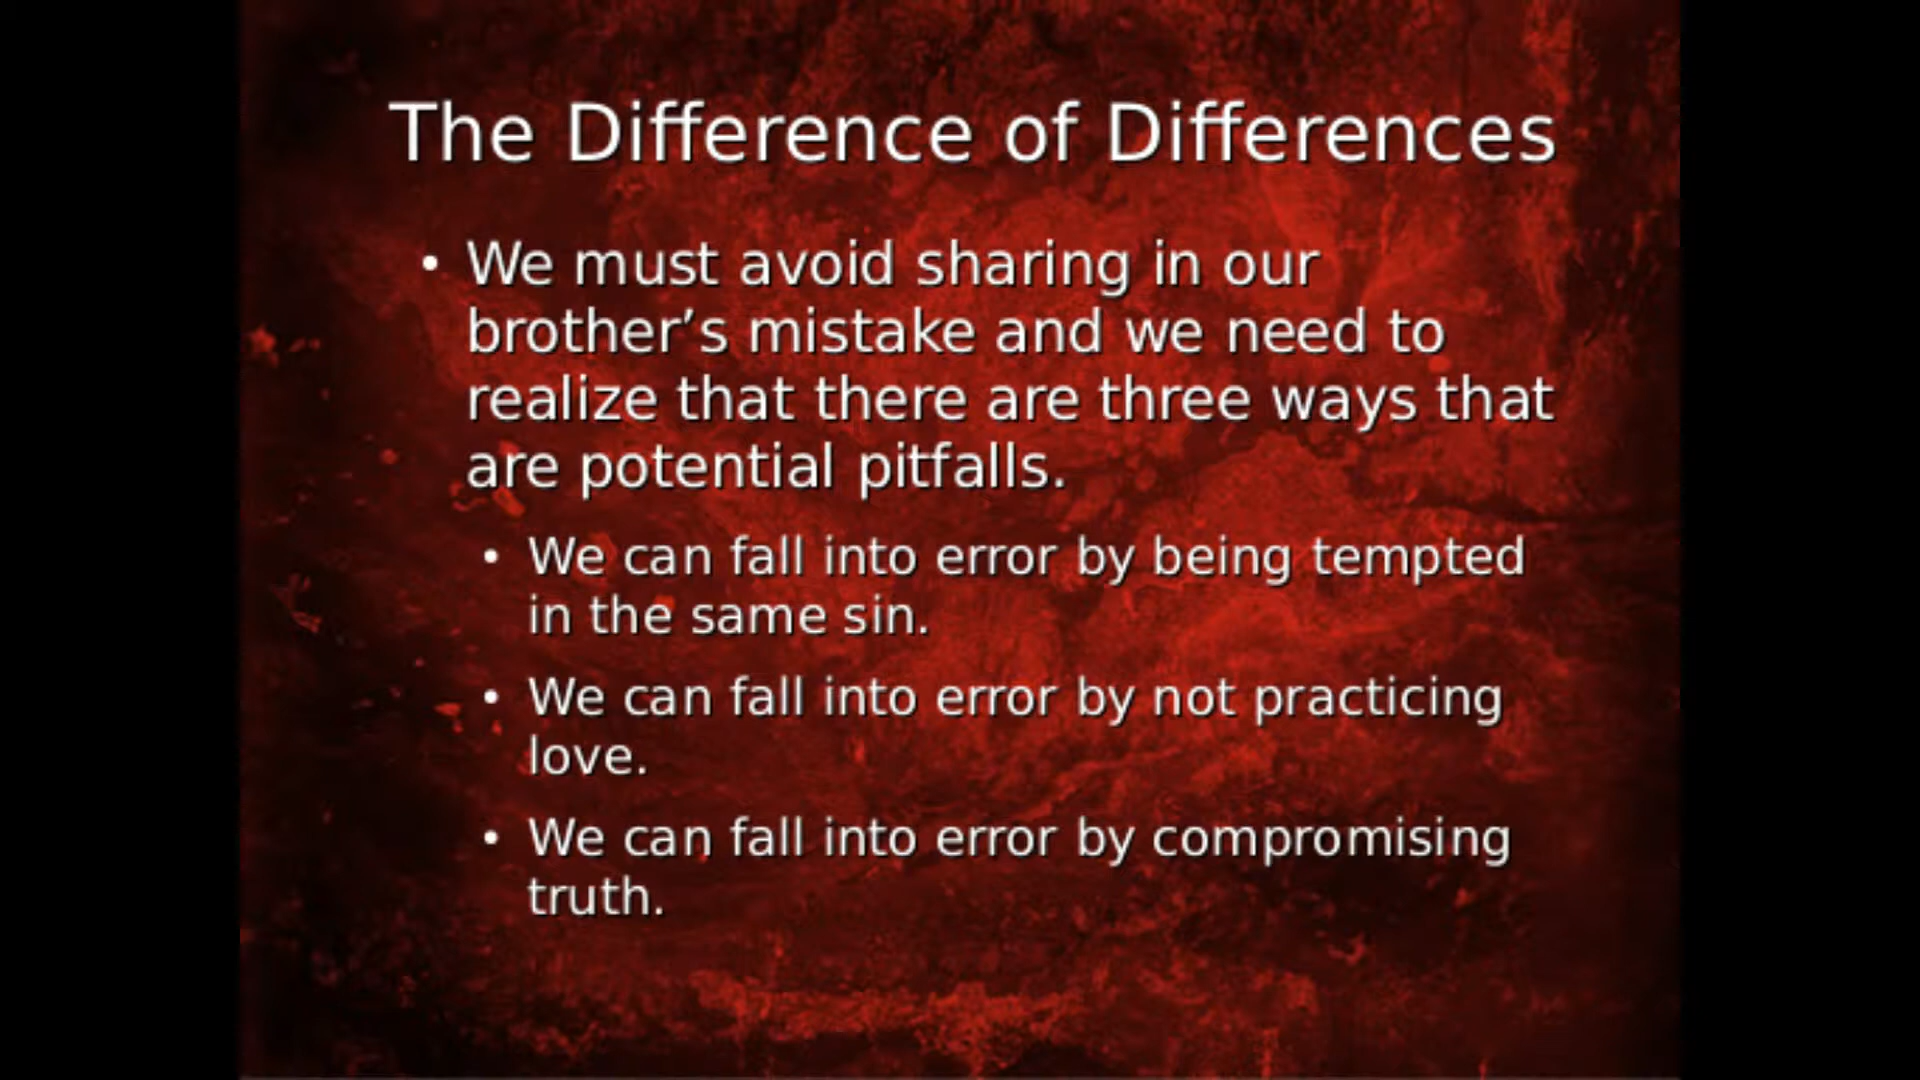 The Difference of Differences
• We must avoid sharing in our
brother’s mistake and we need to
realize that there are three ways that
are potential pitfalls.
• We can fall into error by being tempted
in the same sin.
• We can fall into error by not practicing
love.
• We can fall into error by compromising
truth.